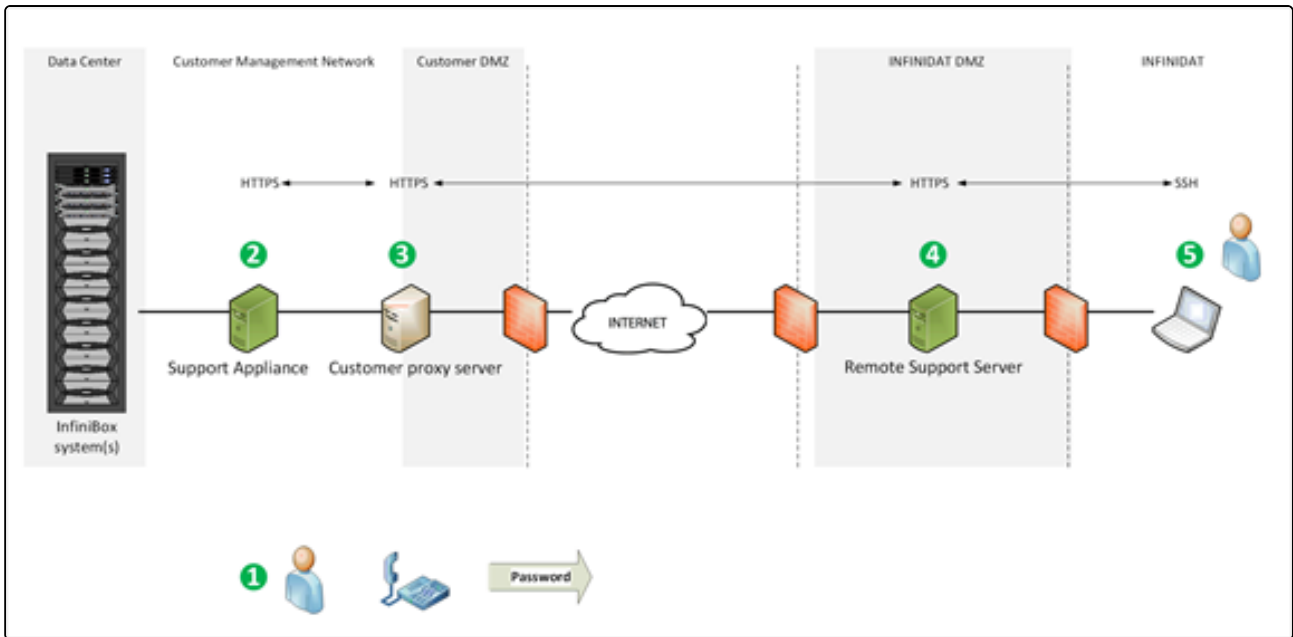 Data Center
Customer Management Network
Customer DMZ
INFINIDAT DMZ
INFINIDAT
HTTPS
HTTPS
HTTPS
SSH
2
3
4
5
INTERNET
Support Appliance
Customer proxy server
Remote Support Server
InfiniBox
system(s)
1
Password